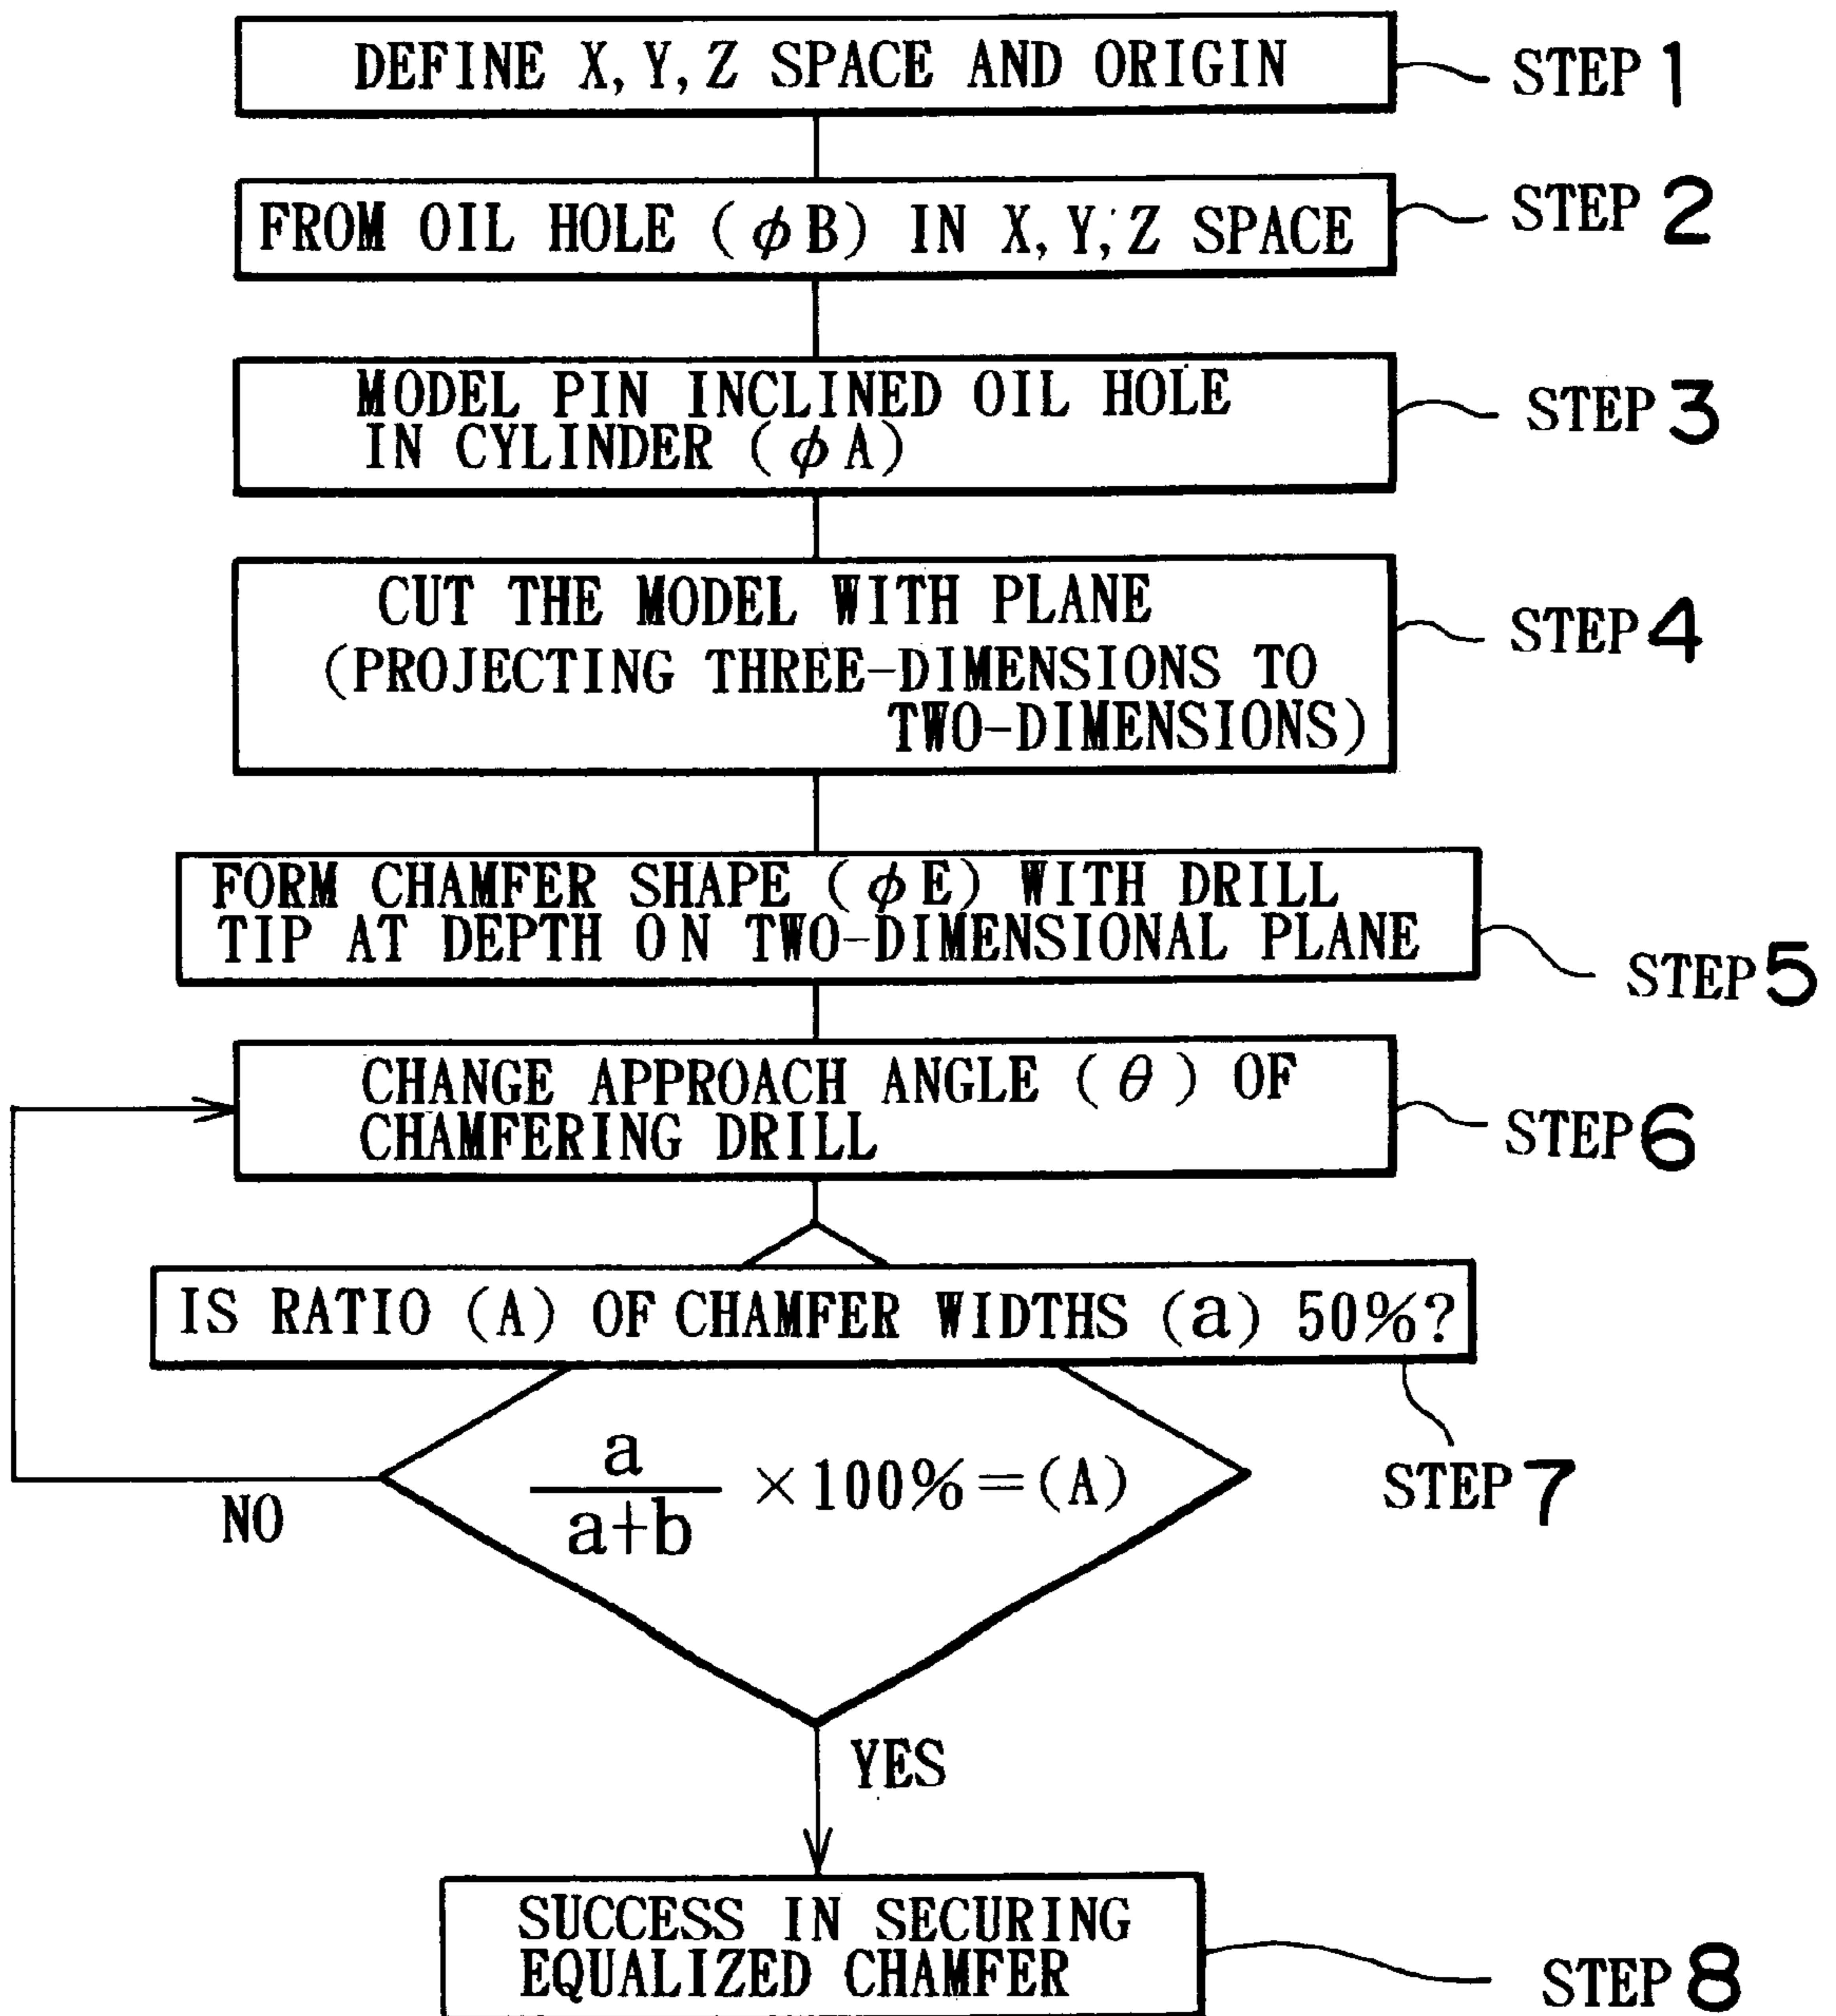 DEFINE X, Y, Z SPACE AND ORIGIN
STEP 1
FROM OIL HOLE (ϕB) IN X, Y, Z SPACE
STEP 2
MODEL PIN INCLINED OIL HOLE
IN CYLINDER (ϕA)
STEP 3
CUT THE MODEL WITH PLANE
(PROJECTING THREE-DIMENSIONS TO
TWO-DIMENSIONS)
STEP 4
FORM CHAMFER SHAPE (ϕE) WITH DRILL
TIP AT DEPTH ON TWO-DIMENSIONAL PLANE
STEP 5
CHANGE APPROACH ANGLE (θ) OF
CHAMFERING DRILL
STEP 6
IS RATIO (A) OF CHAMFER WIDTHS (a) 50%?
STEP 7
a
a+b
×100%=(A)
NO
YES
SUCCESS IN SECURING
EQUALIZED CHAMFER
STEP 8